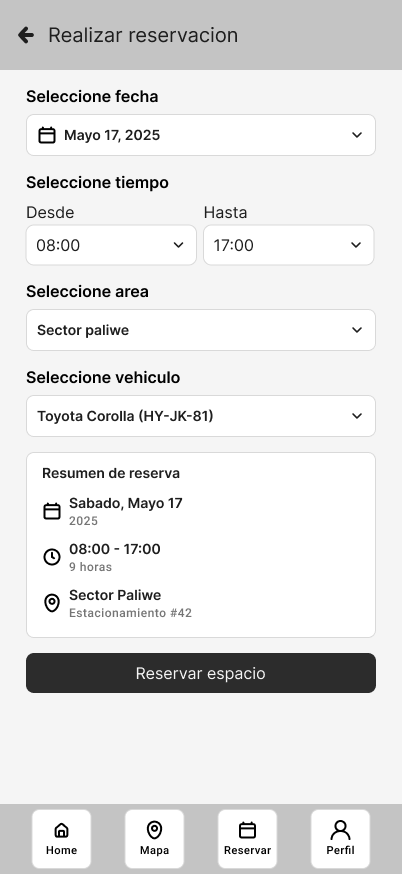 Realizar reservacion
Seleccione fecha
Mayo 17, 2025
Seleccione tiempo
Desde Hasta
08:00 17:00
Seleccione area
Sector paliwe
Seleccione vehiculo
Toyota Corolla (HY-JK-81)
Resumen de reserva
Sabado, Mayo 17
2025
08:00 - 17:00
9 horas
Sector Paliwe
Estacionamiento #42
Reservar espacio
Home Mapa Reservar Perfil